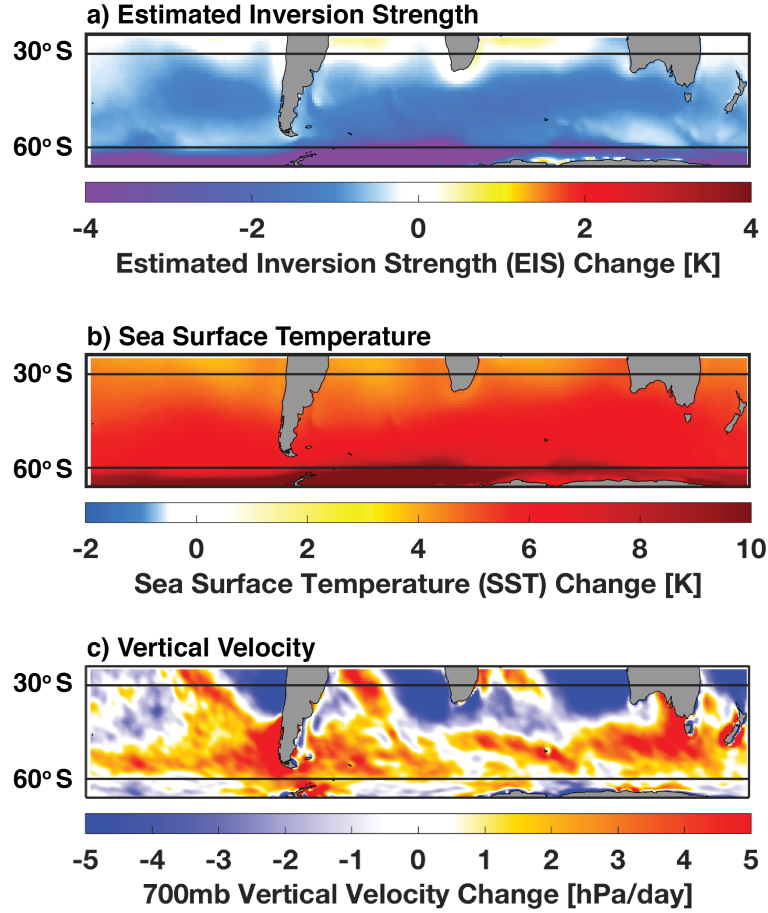 a) Estimated Inversion Strength
30° S
60° S
-4 -2 0 2 4
Estimated Inversion Strength (EIS) Change [K]
b) Sea Surface Temperature
30° S
60° S
-2 0 2 4 6 8 10
Sea Surface Temperature (SST) Change [K]
c) Vertical Velocity
30° S
60° S
-5 -4 -3 -2 -1 0 1 2 3 4 5
700mb Vertical Velocity Change [hPa/day]